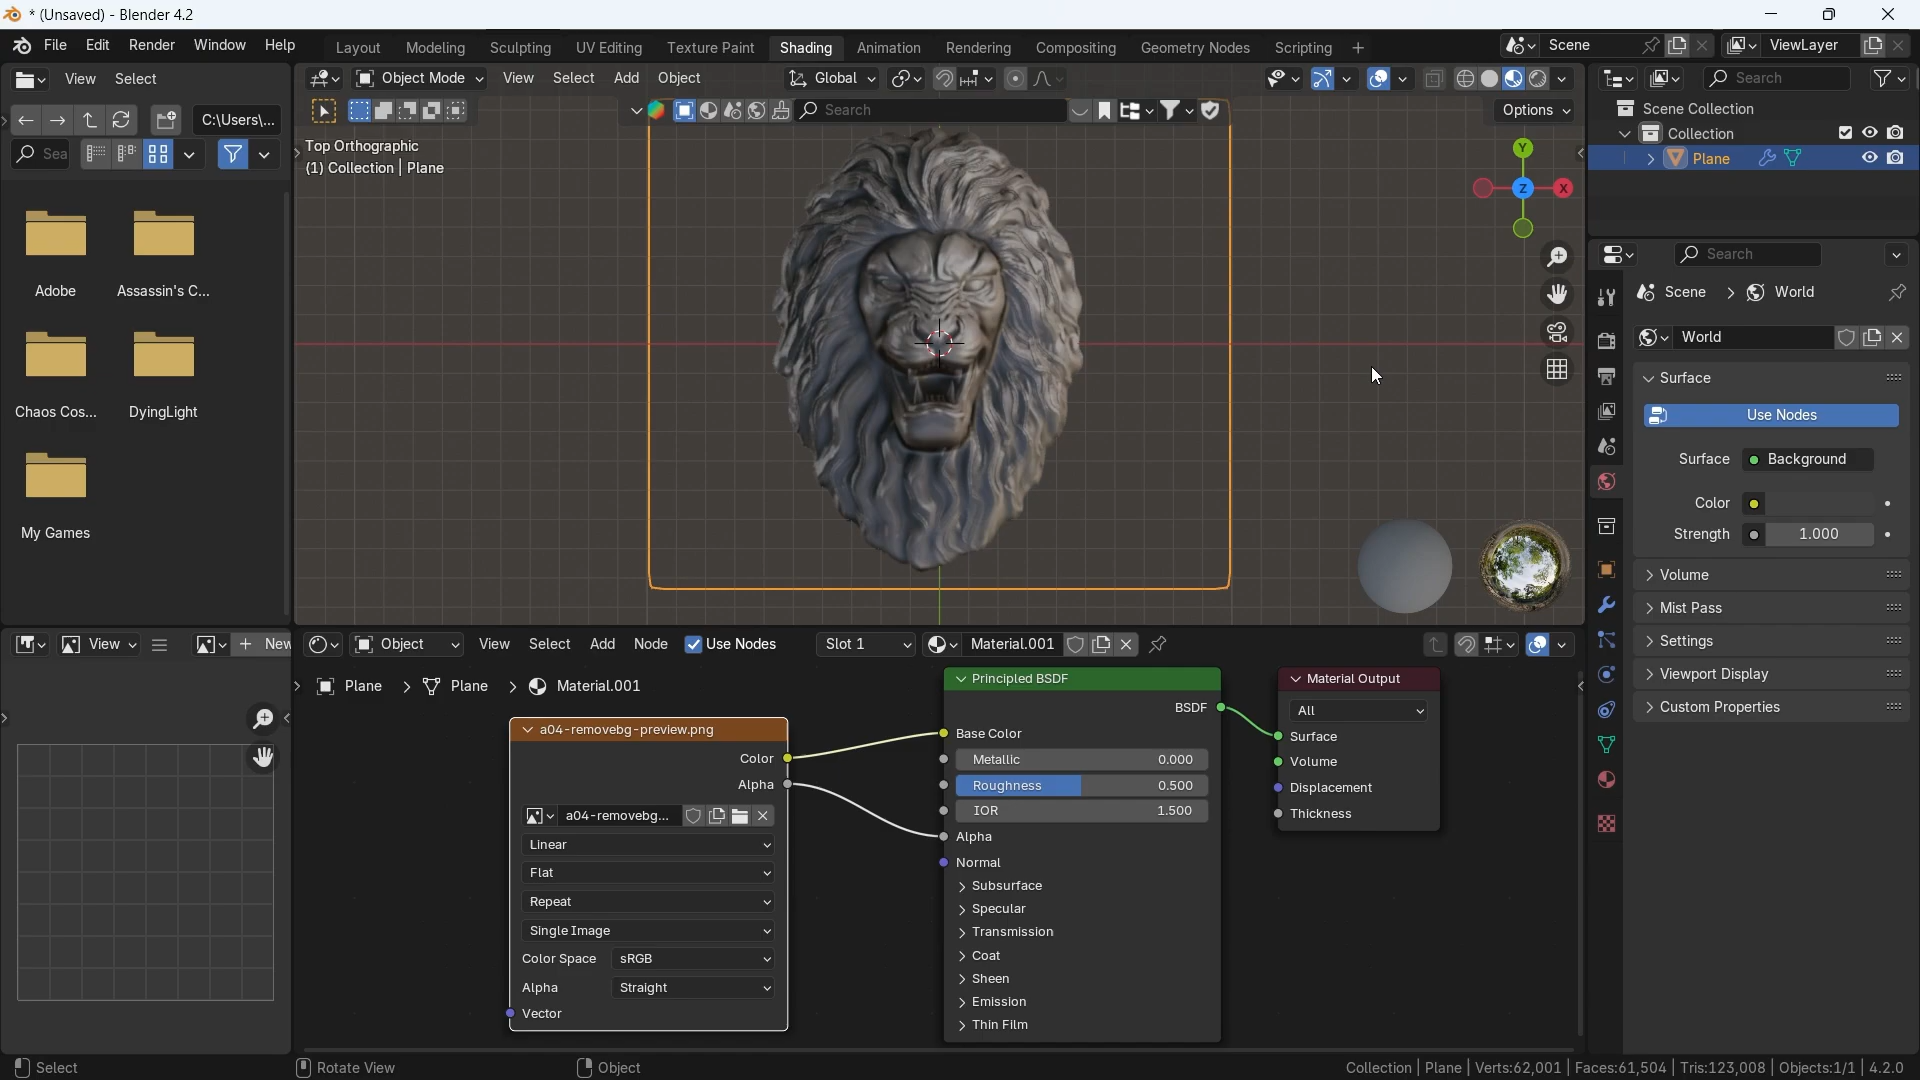 * (Unsaved) - Blender 4.2
File Edit Render Window Help
Layout Modeling Sculpting UV Editing Texture Paint Shading Animation Rendering Compositing Geometry Nodes Scripting
Scene
ViewLayer
View Select
Object Mode View Select Add Object
Global
Search
C:\Users\...
Search
Options
Scene Collection
Sea
Top Orthographic
(1) Collection | Plane
Collection
Plane
Y
X
Z
Adobe
Assassin's C...
Chaos Cos...
DyingLight
My Games
Search
Scene > World
World
Surface
Use Nodes
Surface Background
Color
Strength 1.000
Volume
Mist Pass
Settings
Viewport Display
Custom Properties
View
New
Object View Select Add Node Use Nodes Slot 1 Material.001
Plane > Plane > Material.001
a04-removebg-preview.png
Color
Alpha
a04-removebg...
Linear
Flat
Repeat
Single Image
Color Space sRGB
Alpha Straight
Vector
Principled BSDF
BSDF
Base Color
Metallic 0.000
Roughness 0.500
IOR 1.500
Alpha
Normal
Subsurface
Specular
Transmission
Coat
Sheen
Emission
Thin Film
Material Output
All
Surface
Volume
Displacement
Thickness
Select
Rotate View
Object
Collection | Plane | Verts:62,001 | Faces:61,504 | Tris:123,008 | Objects:1/1 | 4.2.0